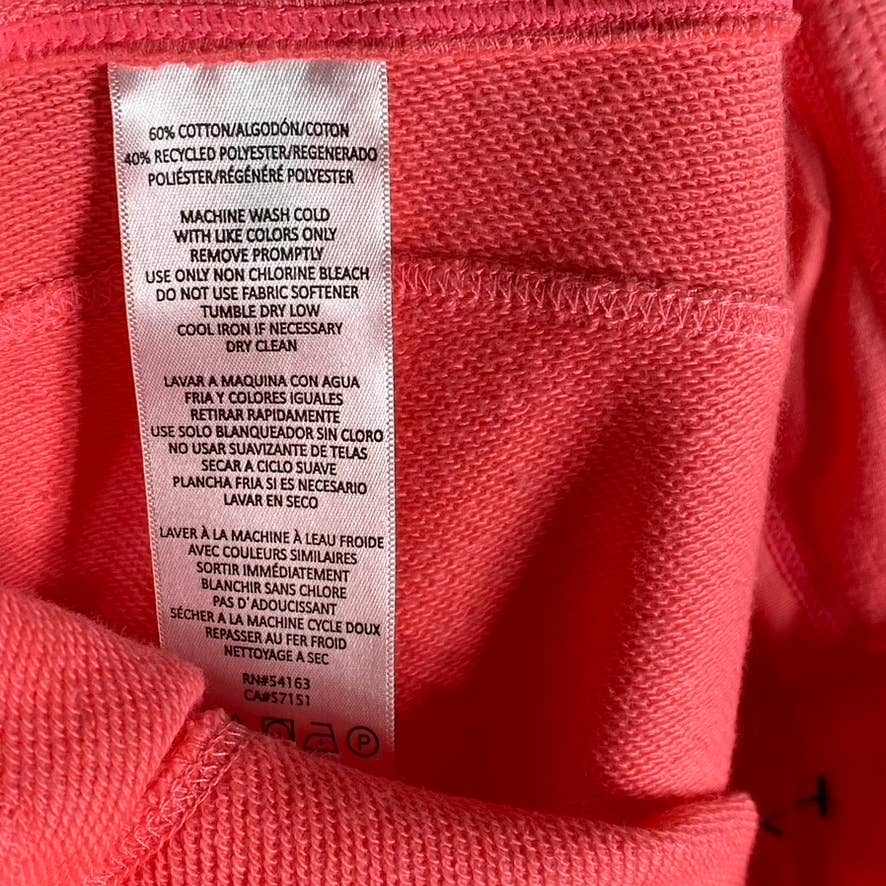 60% COTTON/ALGODÓN/COTON
40% RECYCLED POLYESTER/REGENERADO
POLIÉSTER/RÉGÉNÉRÉ POLYESTER
MACHINE WASH COLD
WITH LIKE COLORS ONLY
REMOVE PROMPTLY
USE ONLY NON CHLORINE BLEACH
DO NOT USE FABRIC SOFTENER
TUMBLE DRY LOW
COOL IRON IF NECESSARY
DRY CLEAN
LAVAR A MAQUINA CON AGUA
FRIA Y COLORES IGUALES
RETIRAR RAPIDAMENTE
USE SOLO BLANQUEADOR SIN CLORO
NO USAR SUAVIZANTE DE TELAS
SECAR A CICLO SUAVE
PLANCHA FRIA SI ES NECESARIO
LAVAR EN SECO
LAVER À LA MACHINE À LEAU FROIDE
AVEC COULEURS SIMILAIRES
SORTIR IMMÉDIATEMENT
BLANCHIR SANS CHLORE
PAS D'ADOUCISSANT
SÉCHER A LA MACHINE CYCLE DOUX
REPASSER AU FER FROID
NETTOYAGE A SEC
RN#54163
CA#57151
P